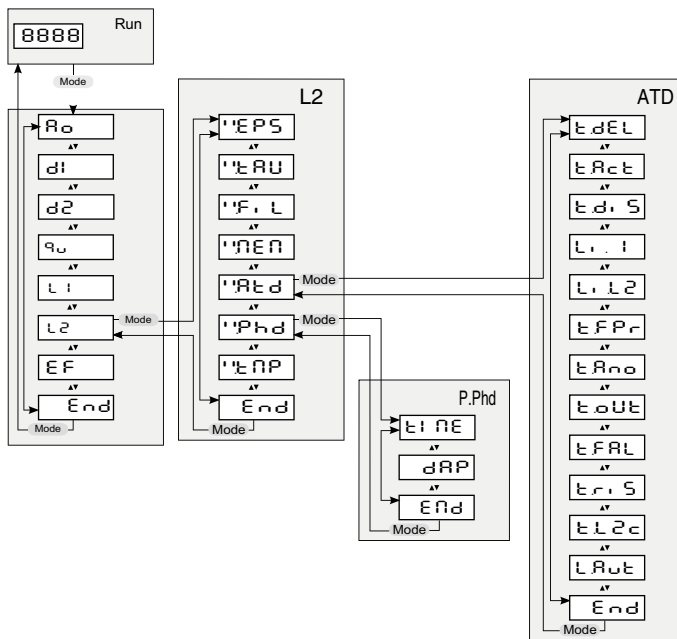 Run
8888
Mode
Ao
d1
d2
qu
L1
L2
Mode
EF
End
Mode
L2
''.EPS
''.tAU
''.FiL
''.MEM
''.Atd
Mode
''.Phd
Mode
''.tMP
End
Mode
P.Phd
tIME
dAP
End
Mode
ATD
t.dEL
t.Act
t.diS
Li. 1
Li.L2
t.FPr
t.Ano
t.oUt
t.FAL
t.riS
t.L2c
L.Aut
End
Mode